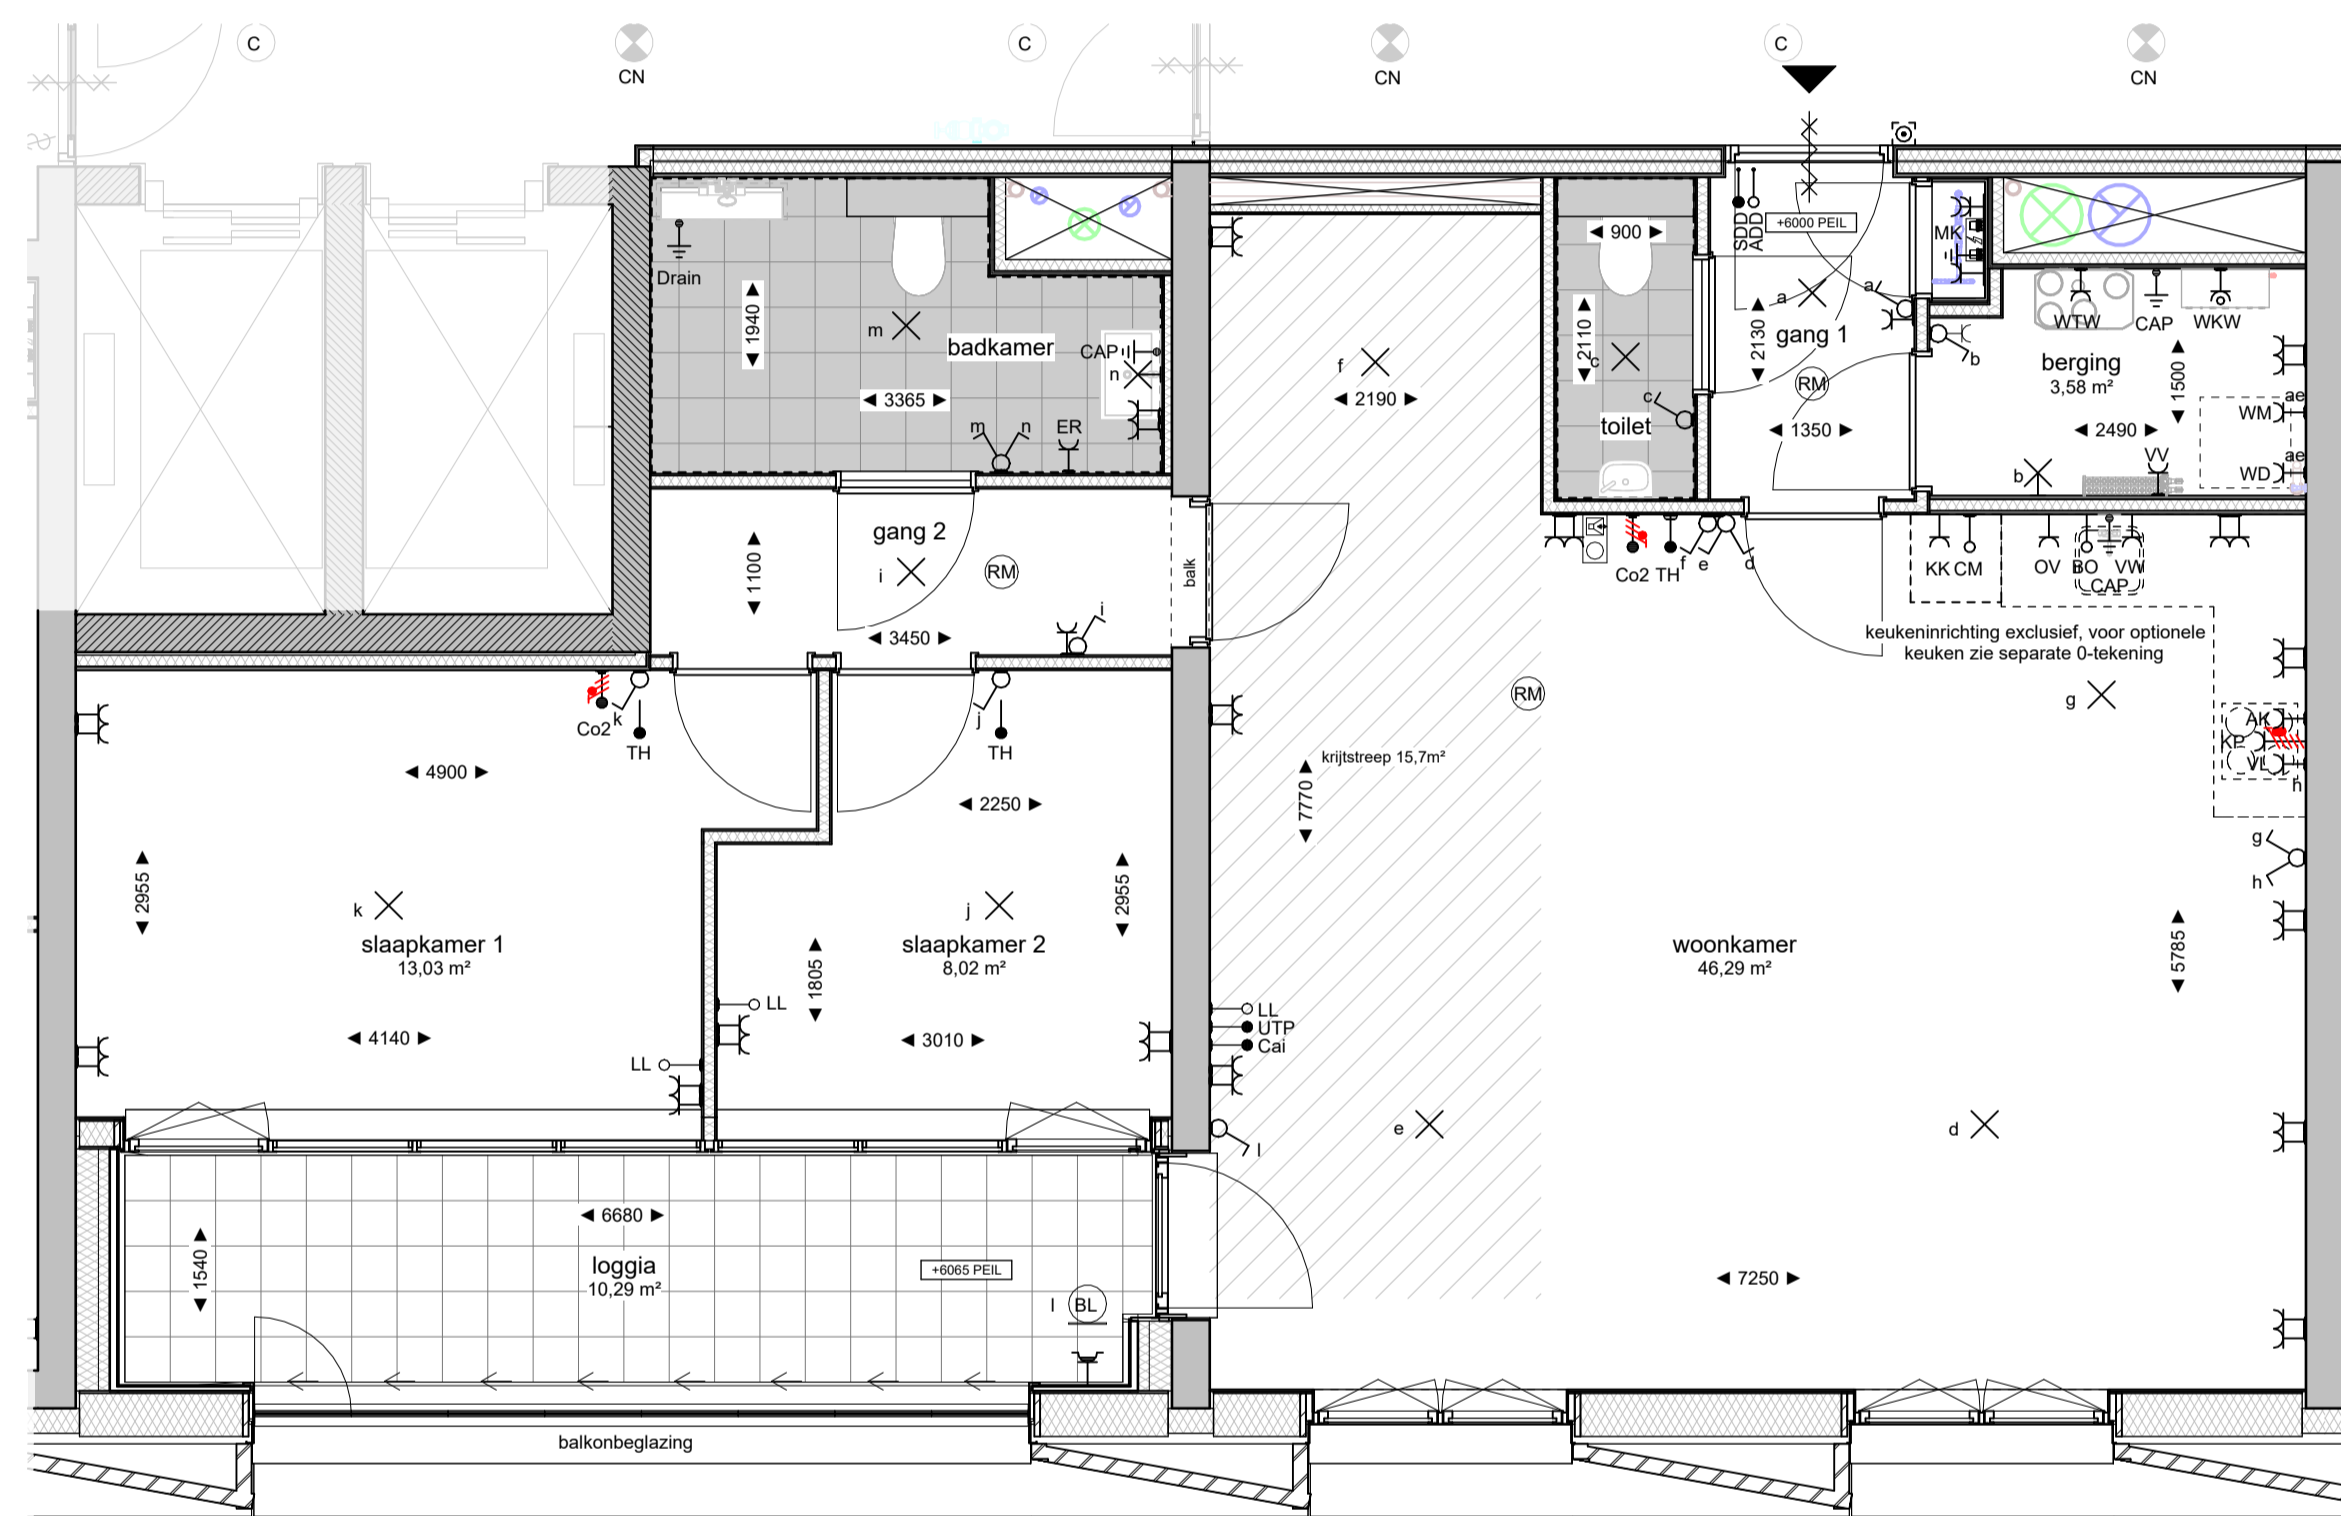 C
CN
C
CN
C
CN
+6000 PEIL
SDD
ADD
MK
Drain
900
a
a
1940
m
badkamer
CAP
n
3365
m
n
ER
f
2190
2110
c
c
toilet
2130
gang 1
RM
1350
WTW
CAP
WKW
b
berging
3,58 m²
1500
ae
WM
2490
VV
ae
WD
b
gang 2
1100
i
RM
balk
i
3450
Co2
TH
f
e
d
KK
CM
OV
BO
VW
CAP
keukeninrichting exclusief, voor optionele
keuken zie separate 0-tekening
g
RM
Co2
k
TH
j
TH
AK
KP
VL
h
krijtstreep 15,7m²
4900
2250
7770
g
h
2955
2955
k
j
slaapkamer 1
13,03 m²
slaapkamer 2
8,02 m²
woonkamer
46,29 m²
1805
5785
LL
LL
UTP
Cai
4140
3010
LL
l
e
d
6680
1540
loggia
10,29 m²
+6065 PEIL
l
BL
7250
balkonbeglazing